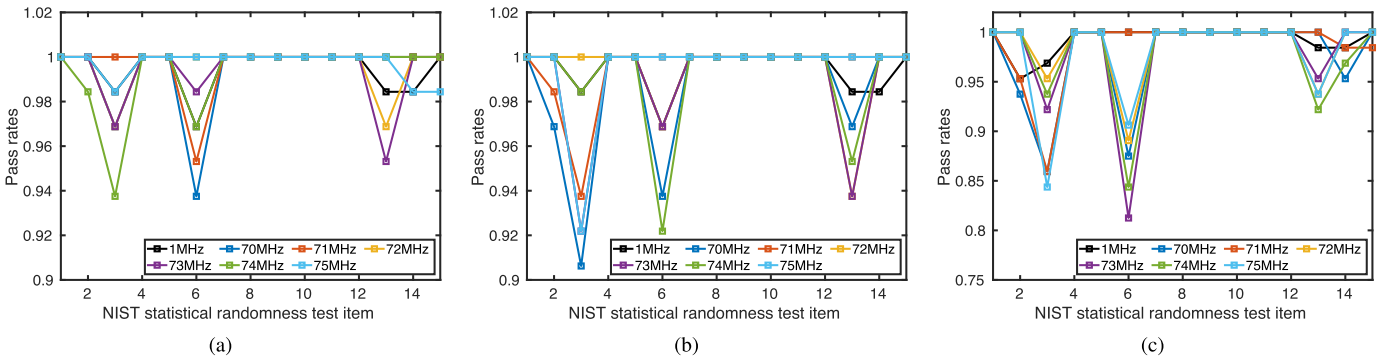 1.02
1
0.98
0.96
0.94
0.92
0.9
Pass rates
1MHz 70MHz 71MHz 72MHz
73MHz 74MHz 75MHz
2 4 6 8 10 12 14
NIST statistical randomness test item
(a)
1.02
1
0.98
0.96
0.94
0.92
0.9
Pass rates
1MHz 70MHz 71MHz 72MHz
73MHz 74MHz 75MHz
2 4 6 8 10 12 14
NIST statistical randomness test item
(b)
1
0.95
0.9
0.85
0.8
0.75
Pass rates
1MHz 70MHz 71MHz 72MHz
73MHz 74MHz 75MHz
2 4 6 8 10 12 14
NIST statistical randomness test item
(c)